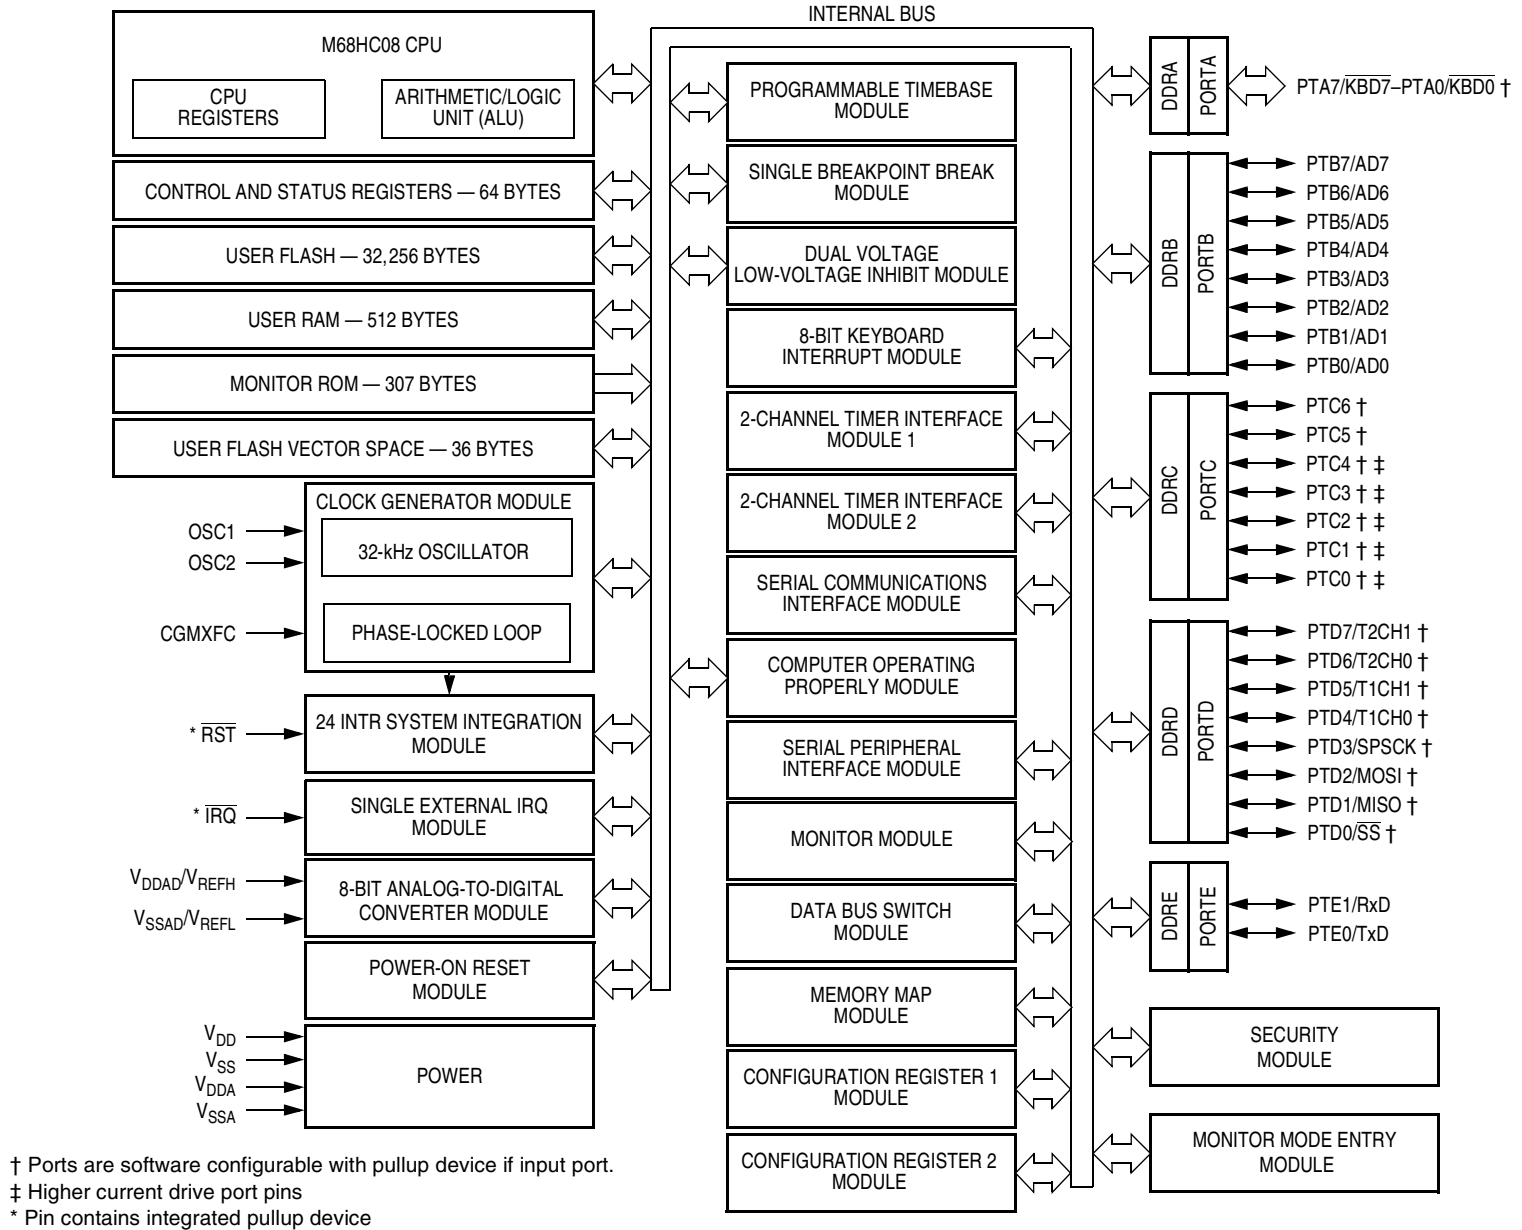 INTERNAL BUS
M68HC08 CPU
CPU
REGISTERS
ARITHMETIC/LOGIC
UNIT (ALU)
CONTROL AND STATUS REGISTERS — 64 BYTES
USER FLASH — 32,256 BYTES
USER RAM — 512 BYTES
MONITOR ROM — 307 BYTES
USER FLASH VECTOR SPACE — 36 BYTES
CLOCK GENERATOR MODULE
32-kHz OSCILLATOR
PHASE-LOCKED LOOP
OSC1
OSC2
CGMXFC
* R̅S̅T̅
24 INTR SYSTEM INTEGRATION
MODULE
* I̅R̅Q̅
SINGLE EXTERNAL IRQ
MODULE
VDDAD/VREFH
VSSAD/VREFL
8-BIT ANALOG-TO-DIGITAL
CONVERTER MODULE
POWER-ON RESET
MODULE
VDD
VSS
VDDA
VSSA
POWER
PROGRAMMABLE TIMEBASE
MODULE
SINGLE BREAKPOINT BREAK
MODULE
DUAL VOLTAGE
LOW-VOLTAGE INHIBIT MODULE
8-BIT KEYBOARD
INTERRUPT MODULE
2-CHANNEL TIMER INTERFACE
MODULE 1
2-CHANNEL TIMER INTERFACE
MODULE 2
SERIAL COMMUNICATIONS
INTERFACE MODULE
COMPUTER OPERATING
PROPERLY MODULE
SERIAL PERIPHERAL
INTERFACE MODULE
MONITOR MODULE
DATA BUS SWITCH
MODULE
MEMORY MAP
MODULE
CONFIGURATION REGISTER 1
MODULE
CONFIGURATION REGISTER 2
MODULE
DDRA
PORTA
PTA7/K̅B̅D̅7̅–PTA0/K̅B̅D̅0̅ †
DDRB
PORTB
PTB7/AD7
PTB6/AD6
PTB5/AD5
PTB4/AD4
PTB3/AD3
PTB2/AD2
PTB1/AD1
PTB0/AD0
DDRC
PORTC
PTC6 †
PTC5 †
PTC4 † ‡
PTC3 † ‡
PTC2 † ‡
PTC1 † ‡
PTC0 † ‡
DDRD
PORTD
PTD7/T2CH1 †
PTD6/T2CH0 †
PTD5/T1CH1 †
PTD4/T1CH0 †
PTD3/SPSCK †
PTD2/MOSI †
PTD1/MISO †
PTD0/S̅S̅ †
DDRE
PORTE
PTE1/RxD
PTE0/TxD
SECURITY
MODULE
MONITOR MODE ENTRY
MODULE
† Ports are software configurable with pullup device if input port.
‡ Higher current drive port pins
* Pin contains integrated pullup device